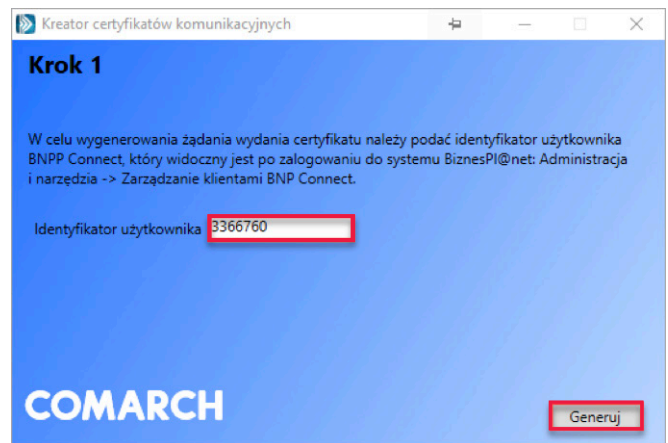 Kreator certyfikatów komunikacyjnych
Krok 1
W celu wygenerowania żądania wydania certyfikatu należy podać identyfikator użytkownika
BNPP Connect, który widoczny jest po zalogowaniu do systemu BiznesPl@net: Administracja
i narzędzia -> Zarządzanie klientami BNP Connect.
Identyfikator użytkownika 3366760
COMARCH
Generuj